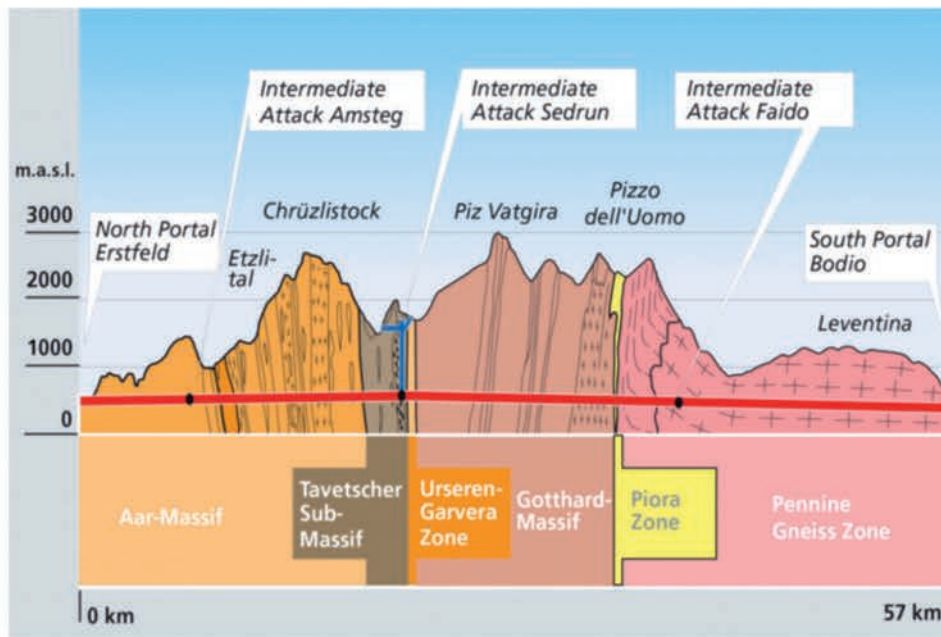 Intermediate
Attack Amsteg
Intermediate
Attack Sedrun
Intermediate
Attack Faido
m.a.s.l.
3000
2000
1000
0
North Portal
Erstfeld
Etzli-
tal
Chrüzlistock
Piz Vatgira
Pizzo
dell'Uomo
South Portal
Bodio
Leventina
Aar-Massif
Tavetscher
Sub-
Massif
Urseren-
Garvera
Zone
Gotthard-
Massif
Piora
Zone
Pennine
Gneiss Zone
0 km
57 km